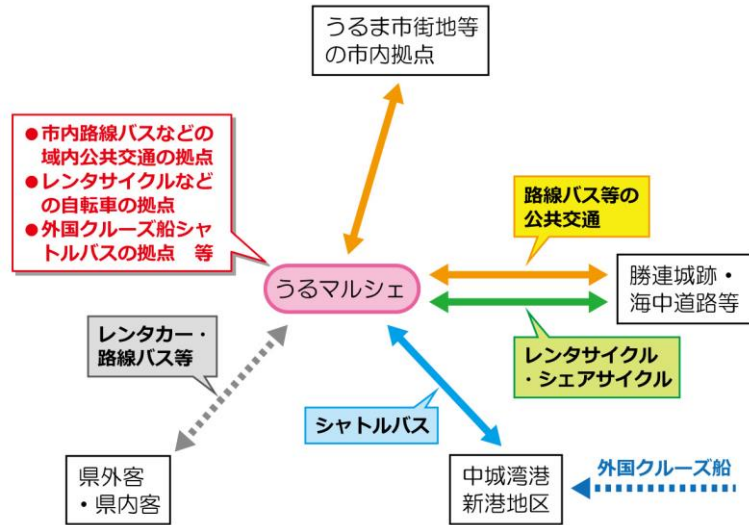 うるま市街地等
の市内拠点
●市内路線バスなどの
域内公共交通の拠点
●レンタサイクルなど
の自転車の拠点
●外国クルーズ船シャ
トルバスの拠点　等
路線バス等の
公共交通
うるマルシェ
勝連城跡・
海中道路等
レンタカー・
路線バス等
レンタサイクル
・シェアサイクル
シャトルバス
県外客
・県内客
中城湾港
新港地区
外国クルーズ船